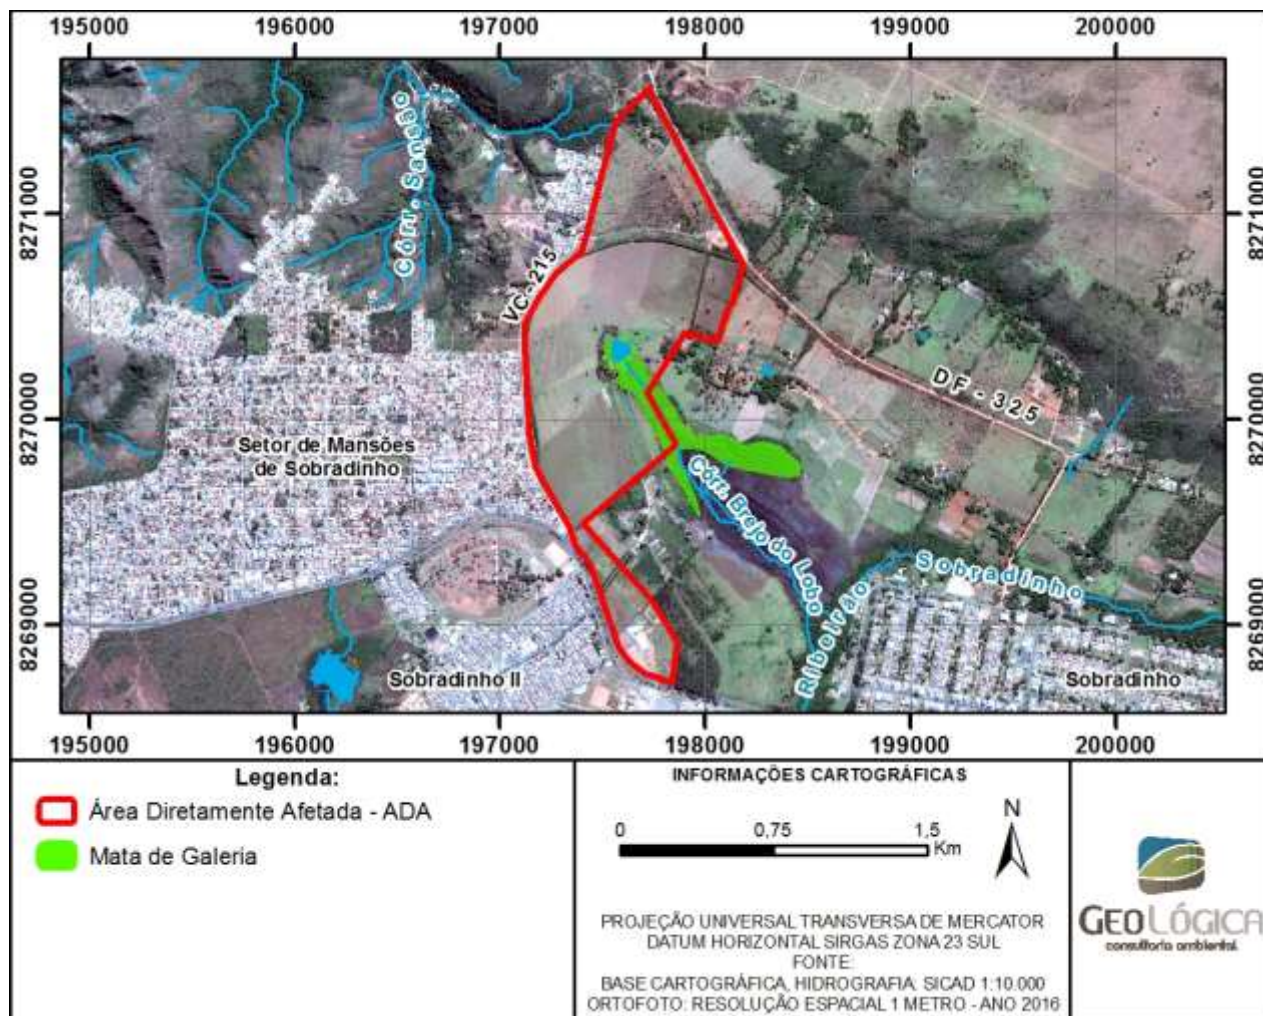 195000 196000 197000 198000 199000 200000
8271000
8271000
Córr. Sansão
VC-215
8270000
8270000
DF - 325
Setor de Mansões
de Sobradinho
Córr. Brejo do Lobo
Ribeirão Sobradinho
8269000
8269000
Sobradinho II
Sobradinho
195000 196000 197000 198000 199000 200000
Legenda:
Área Diretamente Afetada - ADA
Mata de Galeria
INFORMAÇÕES CARTOGRÁFICAS
0 0,75 1,5
Km
N
PROJEÇÃO UNIVERSAL TRANSVERSA DE MERCATOR
DATUM HORIZONTAL SIRGAS ZONA 23 SUL
FONTE:
BASE CARTOGRÁFICA, HIDROGRAFIA: SICAD 1:10.000
ORTOFOTO: RESOLUÇÃO ESPACIAL 1 METRO - ANO 2016
GEOLÓGICA
consultoria ambiental